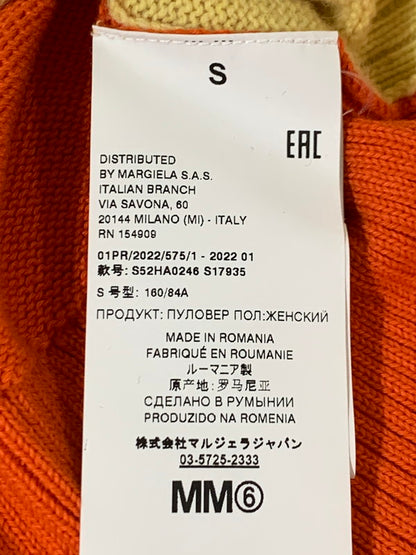 S
EAC
DISTRIBUTED
BY MARGIELA S.A.S.
ITALIAN BRANCH
VIA SAVONA, 60
20144 MILANO (MI) - ITALY
RN 154909
01PR/2022/575/1 - 2022 01
款号: S52HA0246 S17935
S 号型: 160/84A
ПРОДУКТ: ПУЛОВЕР ПОЛ:ЖЕНСКИЙ
MADE IN ROMANIA
FABRIQUÉ EN ROUMANIE
ルーマニア製
原产地: 罗马尼亚
СДЕЛАНО В РУМЫНИИ
PRODUZIDO NA ROMENIA
株式会社マルジェラジャパン
03-5725-2333
MM⑥